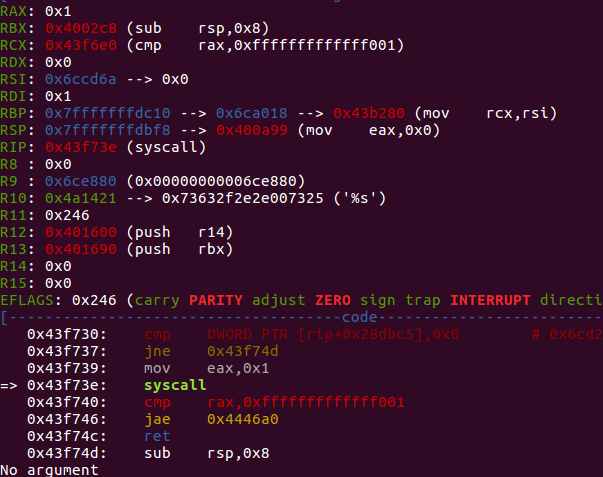 RAX: 0x1
RBX: 0x4002c8 (sub    rsp,0x8)
RCX: 0x43f6e0 (cmp    rax,0xfffffffffffff001)
RDX: 0x0
RSI: 0x6ccd6a --> 0x0
RDI: 0x1
RBP: 0x7fffffffdc10 --> 0x6ca018 --> 0x43b280 (mov    rcx,rsi)
RSP: 0x7fffffffdbf8 --> 0x400a99 (mov    eax,0x0)
RIP: 0x43f73e (syscall)
R8 : 0x0
R9 : 0x6ce880 (0x00000000006ce880)
R10: 0x4a1421 --> 0x73632f2e2e007325 ('%s')
R11: 0x246
R12: 0x401600 (push   r14)
R13: 0x401690 (push   rbx)
R14: 0x0
R15: 0x0
EFLAGS: 0x246 (carry PARITY adjust ZERO sign trap INTERRUPT directi
[-------------------------------------code-------------------------
   0x43f730:    cmp    DWORD PTR [rip+0x28dbc5],0x0        # 0x6cd2
   0x43f737:    jne    0x43f74d
   0x43f739:    mov    eax,0x1
=> 0x43f73e:    syscall
   0x43f740:    cmp    rax,0xfffffffffffff001
   0x43f746:    jae    0x4446a0
   0x43f74c:    ret
   0x43f74d:    sub    rsp,0x8
No argument